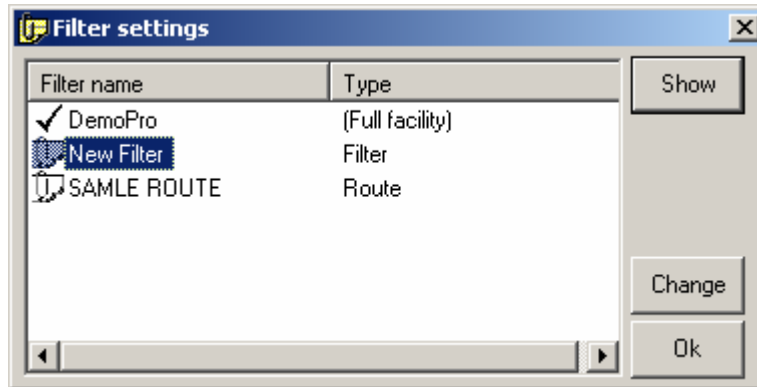 Filter settings
Filter name Type Show
DemoPro (Full facility)
New Filter Filter
SAMLE ROUTE Route
Change
Ok